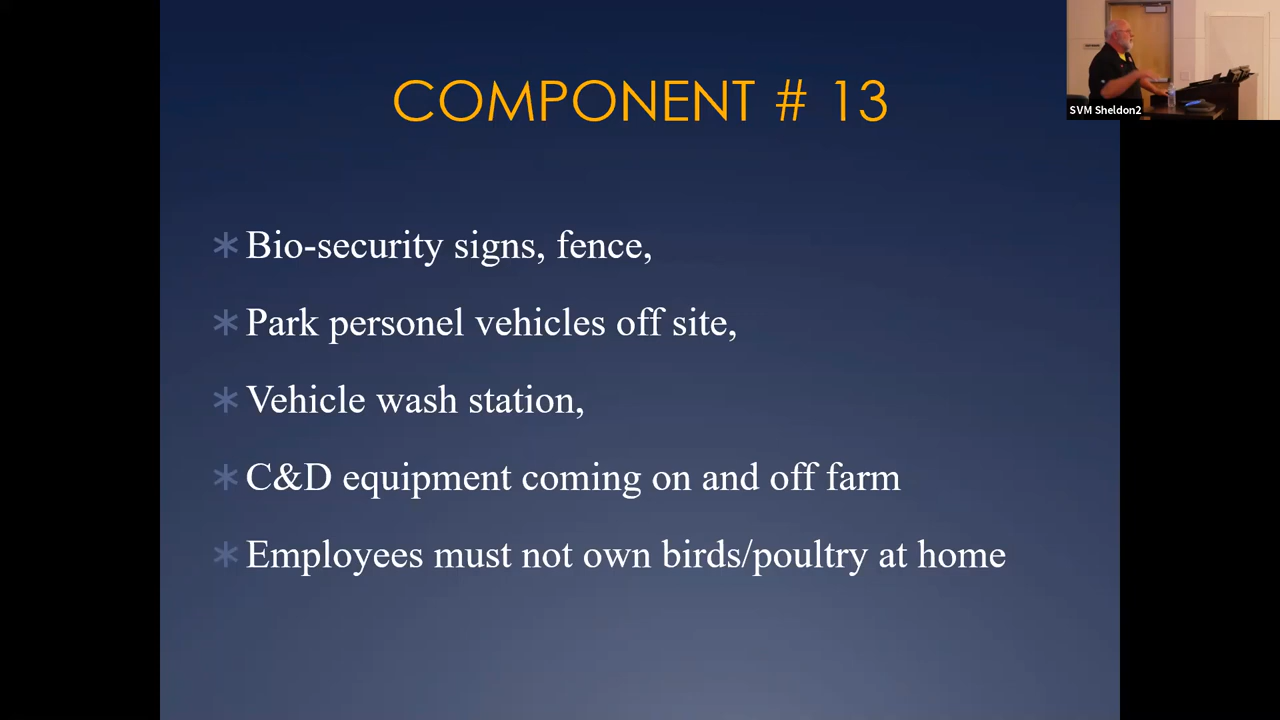 COMPONENT # 13
SVM Sheldon2
Bio-security signs, fence,
Park personel vehicles off site,
Vehicle wash station,
C&D equipment coming on and off farm
Employees must not own birds/poultry at home